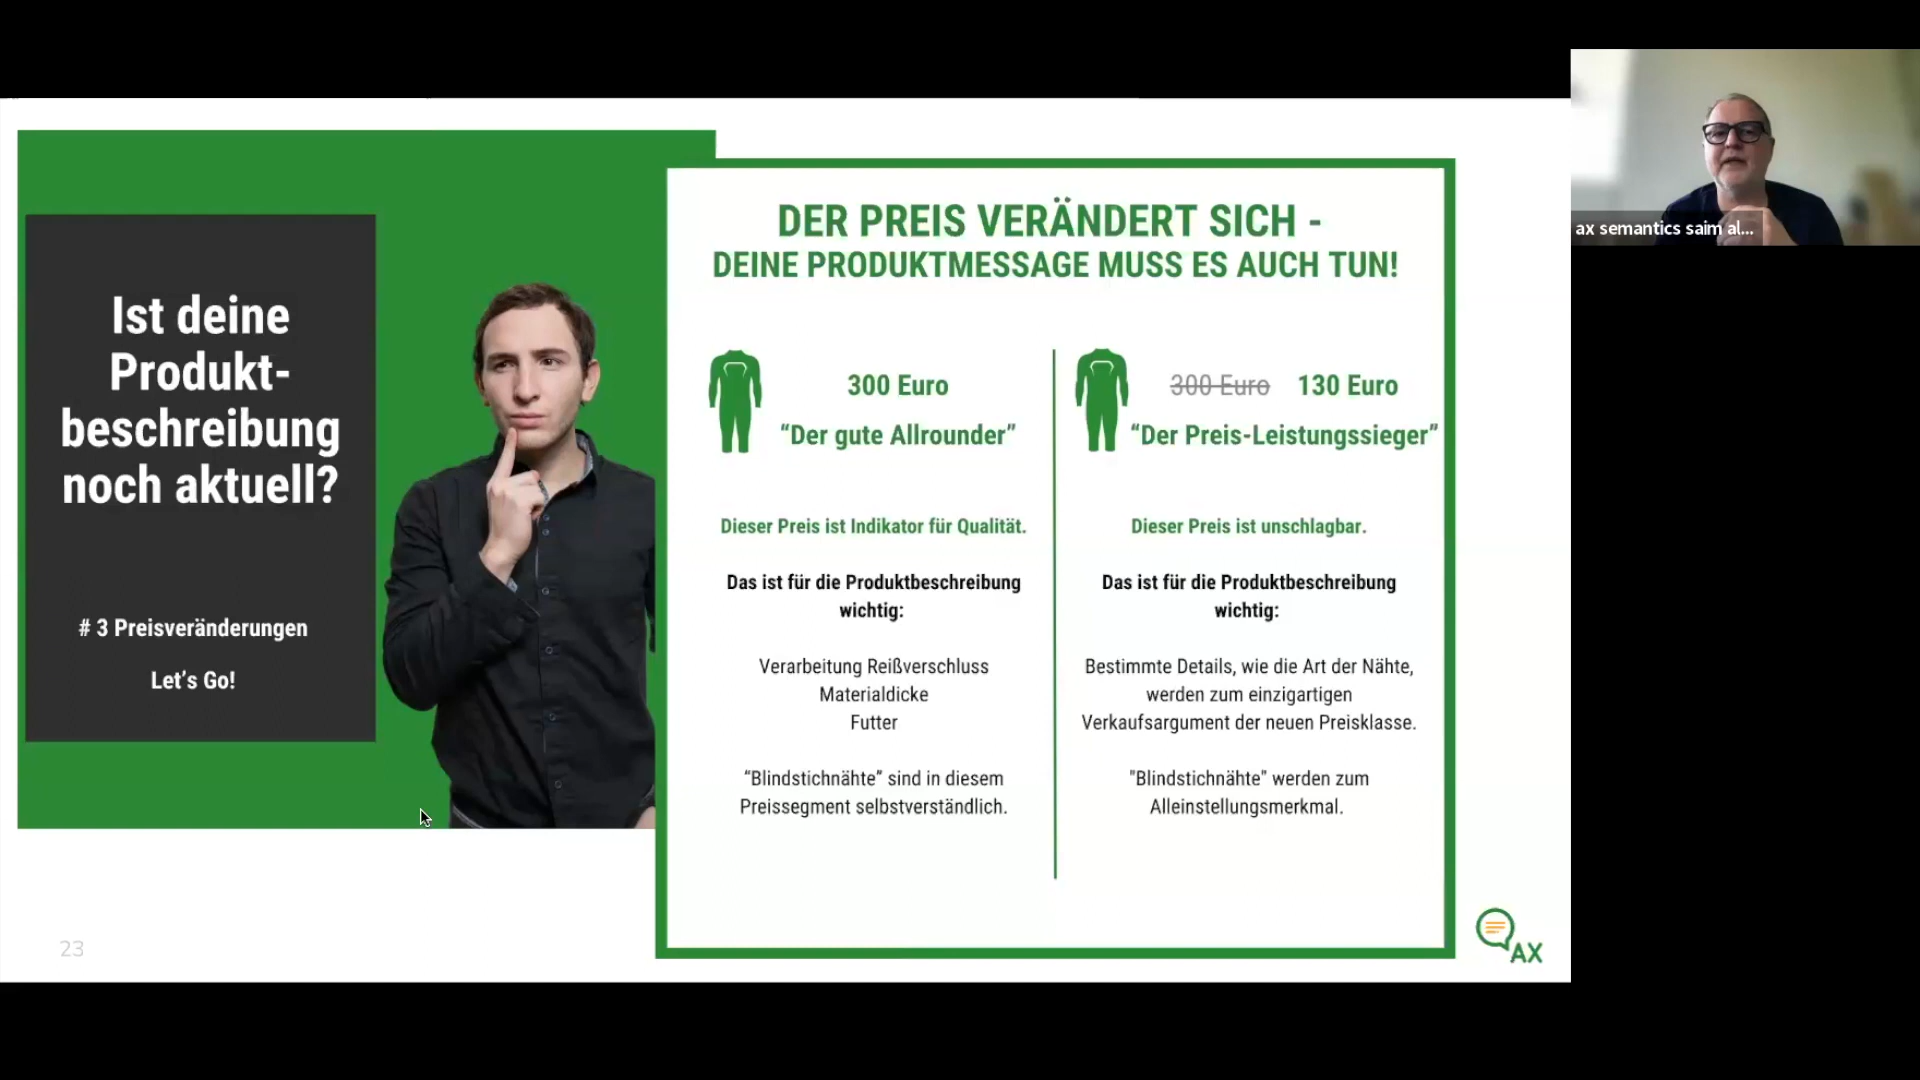 Ist deine
Produkt-
beschreibung
noch aktuell?
# 3 Preisveränderungen
Let's Go!
DER PREIS VERÄNDERT SICH -
DEINE PRODUKTMESSAGE MUSS ES AUCH TUN!
300 Euro
“Der gute Allrounder”
Dieser Preis ist Indikator für Qualität.
Das ist für die Produktbeschreibung
wichtig:
Verarbeitung Reißverschluss
Materialdicke
Futter
“Blindstichnähte” sind in diesem
Preissegment selbstverständlich.
300 Euro 130 Euro
“Der Preis-Leistungssieger”
Dieser Preis ist unschlagbar.
Das ist für die Produktbeschreibung
wichtig:
Bestimmte Details, wie die Art der Nähte,
werden zum einzigartigen
Verkaufsargument der neuen Preisklasse.
"Blindstichnähte" werden zum
Alleinstellungsmerkmal.
23
AX
ax semantics saim al...